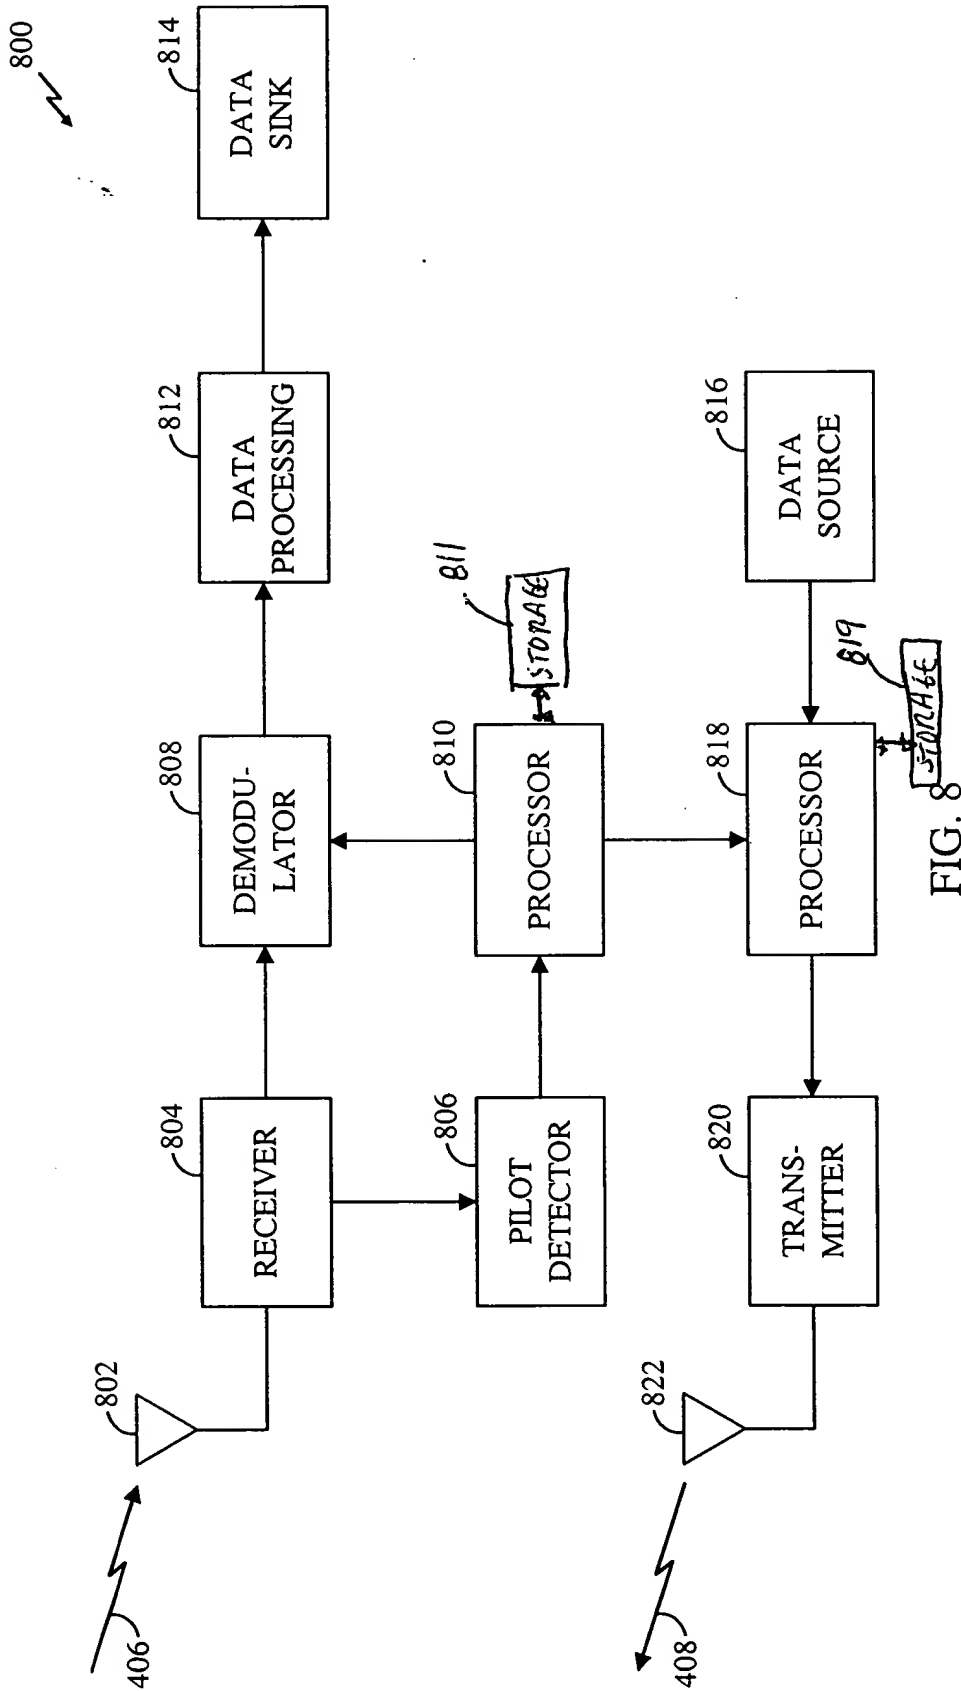 800
406
802
804
RECEIVER
808
DEMODU-
LATOR
812
DATA
PROCESSING
814
DATA
SINK
806
PILOT
DETECTOR
810
PROCESSOR
811
STORAGE
408
822
820
TRANS-
MITTER
818
PROCESSOR
819
STORAGE
816
DATA
SOURCE
FIG. 8